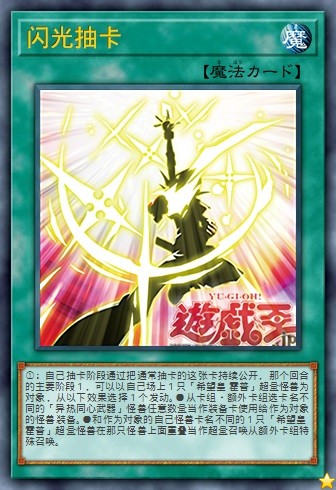 闪光抽卡
魔
【魔法カード】
YU-GI-OH!
遊戯王
①：自己抽卡阶段通过把通常抽卡的这张卡持续公开，那个回合
的主要阶段１，可以以自己场上１只「希望皇 霍普」超量怪兽为
对象，从以下效果选择１个发动。●从卡组·额外卡组选卡名不
同的「异热同心武器」怪兽任意数量当作装备卡使用给作为对象
的怪兽装备。●和作为对象的自己怪兽卡名不同的１只「希望皇
霍普」超量怪兽在那只怪兽上面重叠当作超量召唤从额外卡组特
殊召唤。